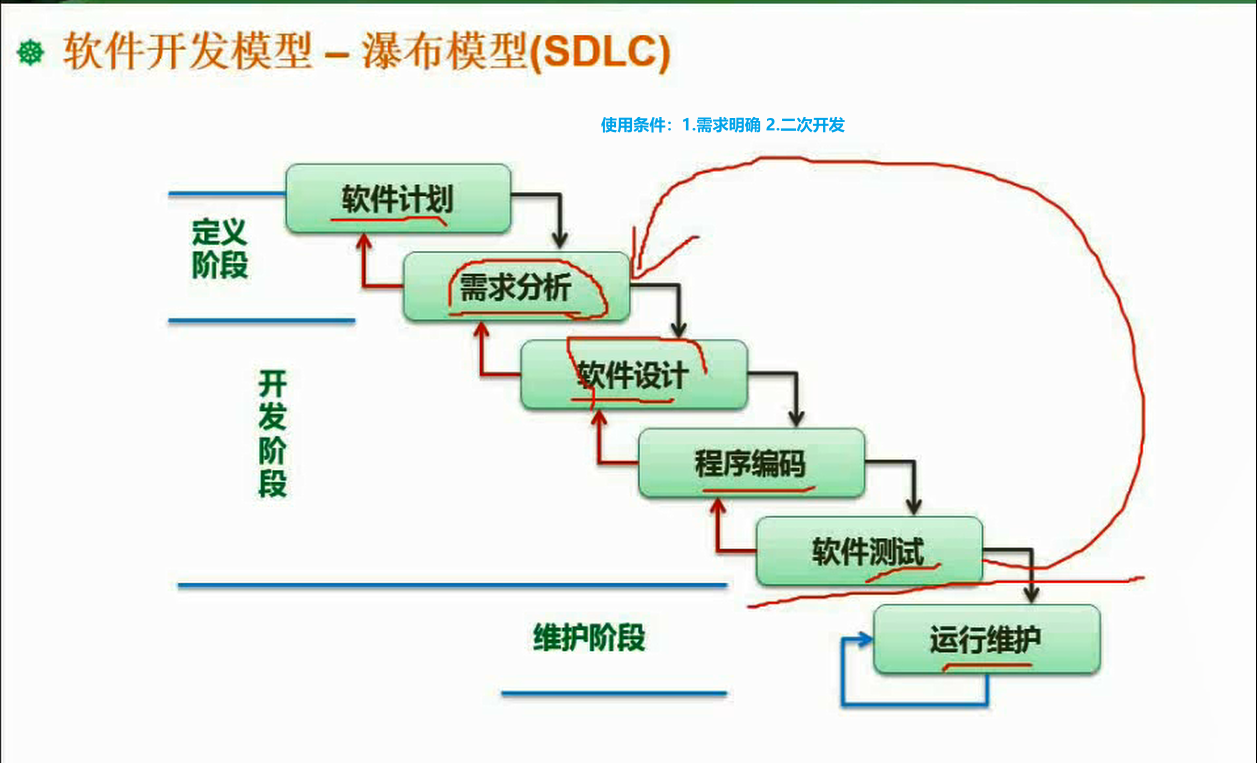 软件开发模型 – 瀑布模型(SDLC)
使用条件：1.需求明确 2.二次开发
软件计划
定义
阶段
需求分析
软件设计
开
发
阶
段
程序编码
软件测试
维护阶段
运行维护